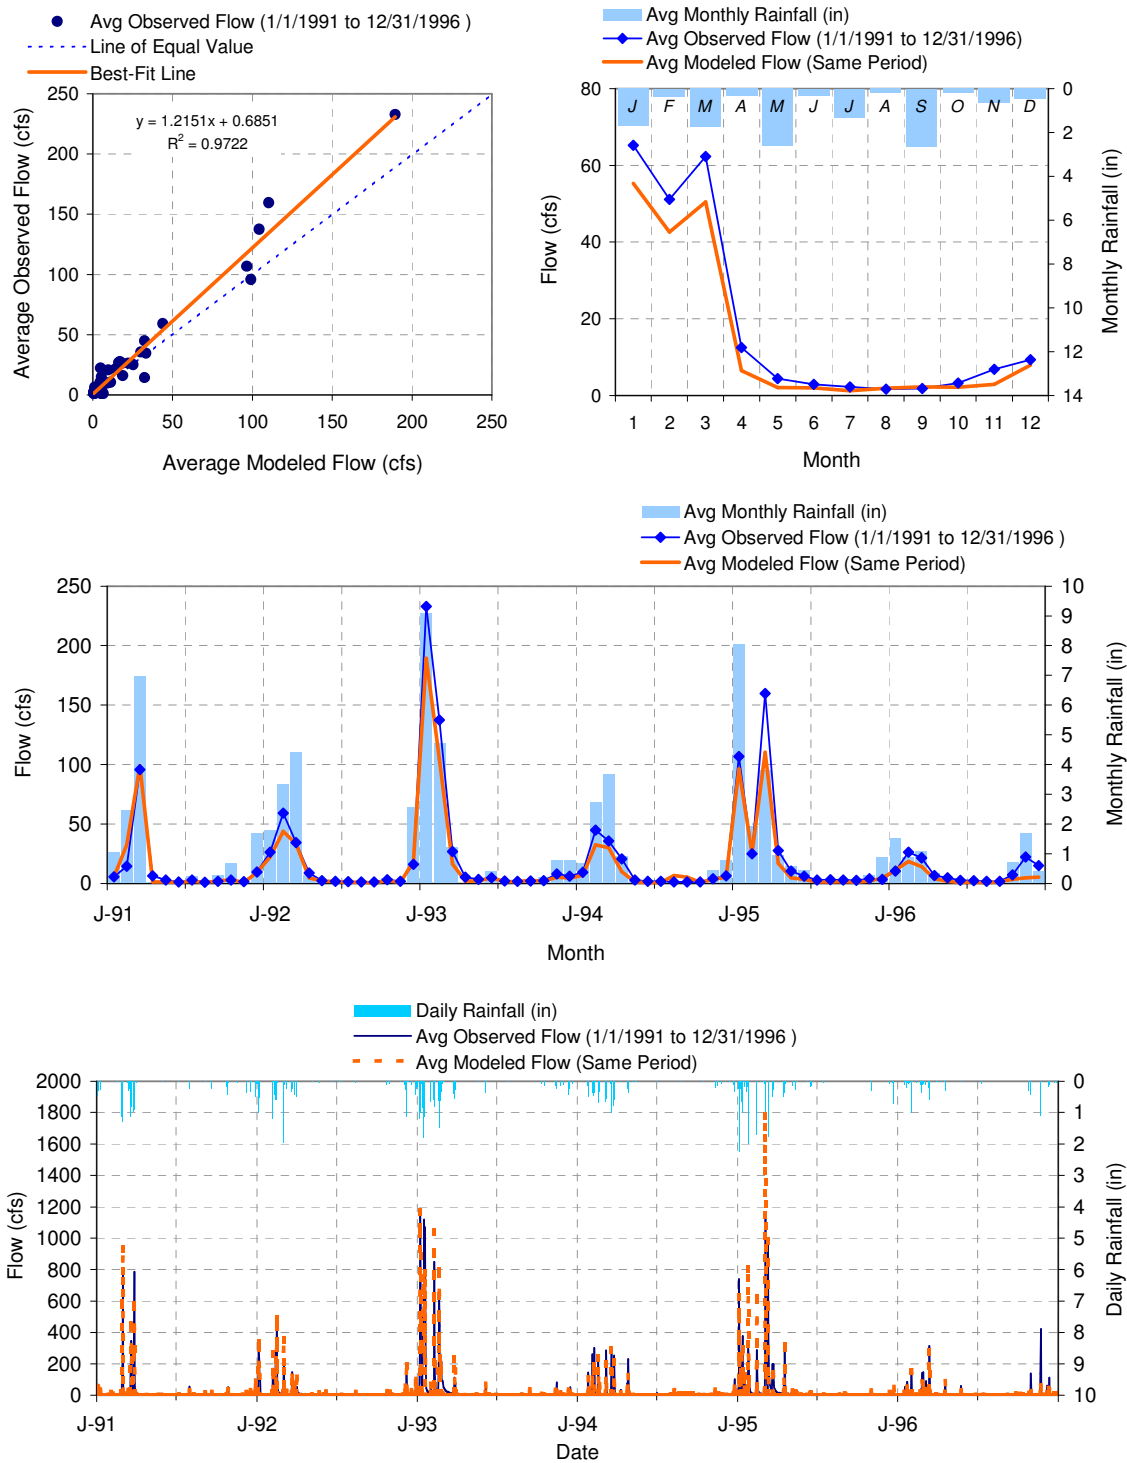 Avg Observed Flow (1/1/1991 to 12/31/1996 )
Line of Equal Value
Best-Fit Line
250
200
150
100
50
0
y = 1.2151x + 0.6851
R² = 0.9722
0 50 100 150 200 250
Average Observed Flow (cfs)
Average Modeled Flow (cfs)
Avg Monthly Rainfall (in)
Avg Observed Flow (1/1/1991 to 12/31/1996)
Avg Modeled Flow (Same Period)
80
60
40
20
0
J F M A M J J A S O N D
0
2
4
6
8
10
12
14
1 2 3 4 5 6 7 8 9 10 11 12
Flow (cfs)
Monthly Rainfall (in)
Month
Avg Monthly Rainfall (in)
Avg Observed Flow (1/1/1991 to 12/31/1996 )
Avg Modeled Flow (Same Period)
250
200
150
100
50
0
10
9
8
7
6
5
4
3
2
1
0
J-91 J-92 J-93 J-94 J-95 J-96
Flow (cfs)
Monthly Rainfall (in)
Month
Daily Rainfall (in)
Avg Observed Flow (1/1/1991 to 12/31/1996 )
Avg Modeled Flow (Same Period)
2000
1800
1600
1400
1200
1000
800
600
400
200
0
0
1
2
3
4
5
6
7
8
9
10
J-91 J-92 J-93 J-94 J-95 J-96
Flow (cfs)
Daily Rainfall (in)
Date